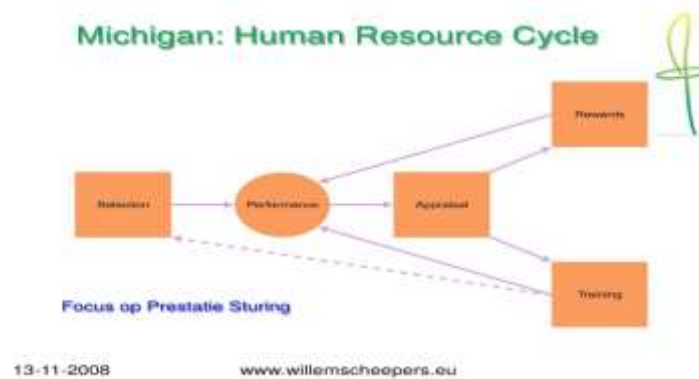 Michigan: Human Resource Cycle
Rewards
Selection
Performance
Appraisal
Training
Focus op Prestatie Sturing
13-11-2008
www.willemscheepers.eu